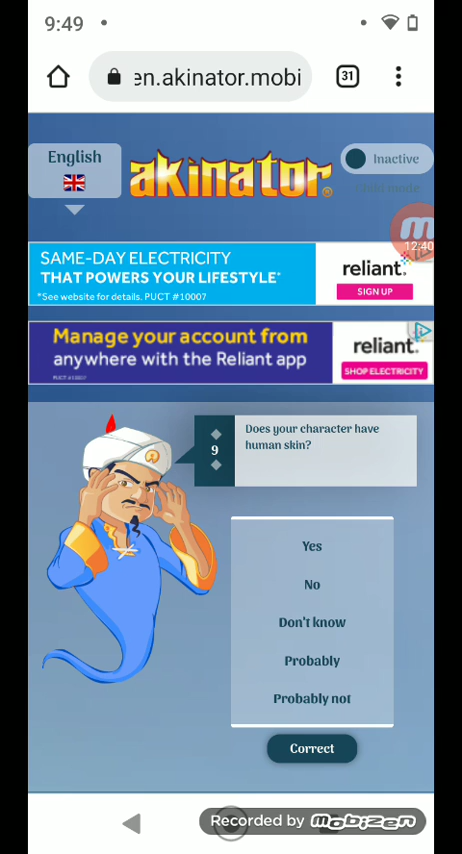 9:49
31
en.akinator.mobi
English
akinator
Inactive
12:40
SAME-DAY ELECTRICITY
THAT POWERS YOUR LIFESTYLE*
*See website for details. PUCT #10007
reliant.
SIGN UP
Manage your account from
anywhere with the Reliant app
PUCT #10007
reliant.
SHOP ELECTRICITY
9
Does your character have
human skin?
Yes
No
Don't know
Probably
Probably not
Correct
Recorded by mobizen